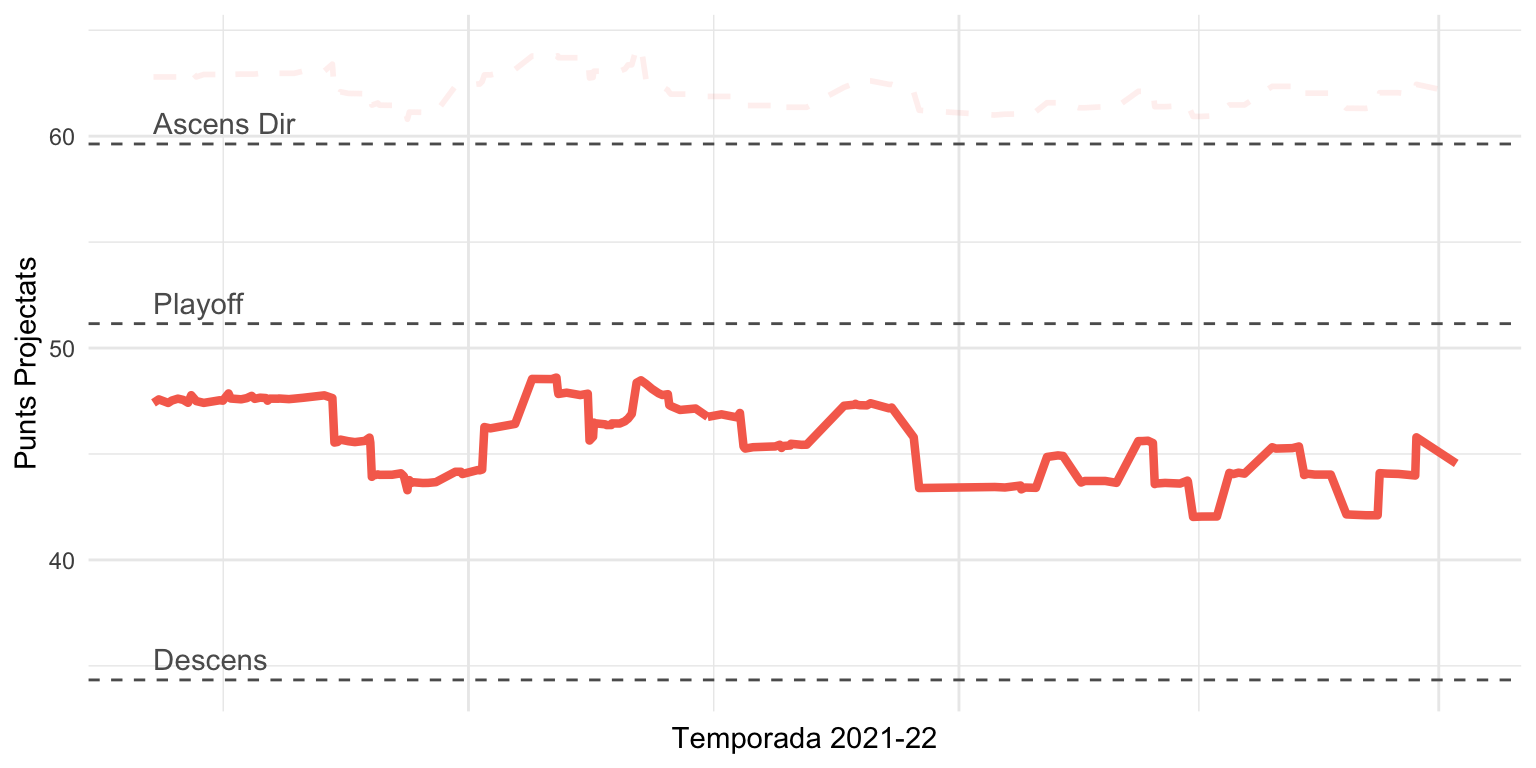 Ascens Dir
60
Playoff
50
40
Descens
Punts Projectats
Temporada 2021-22